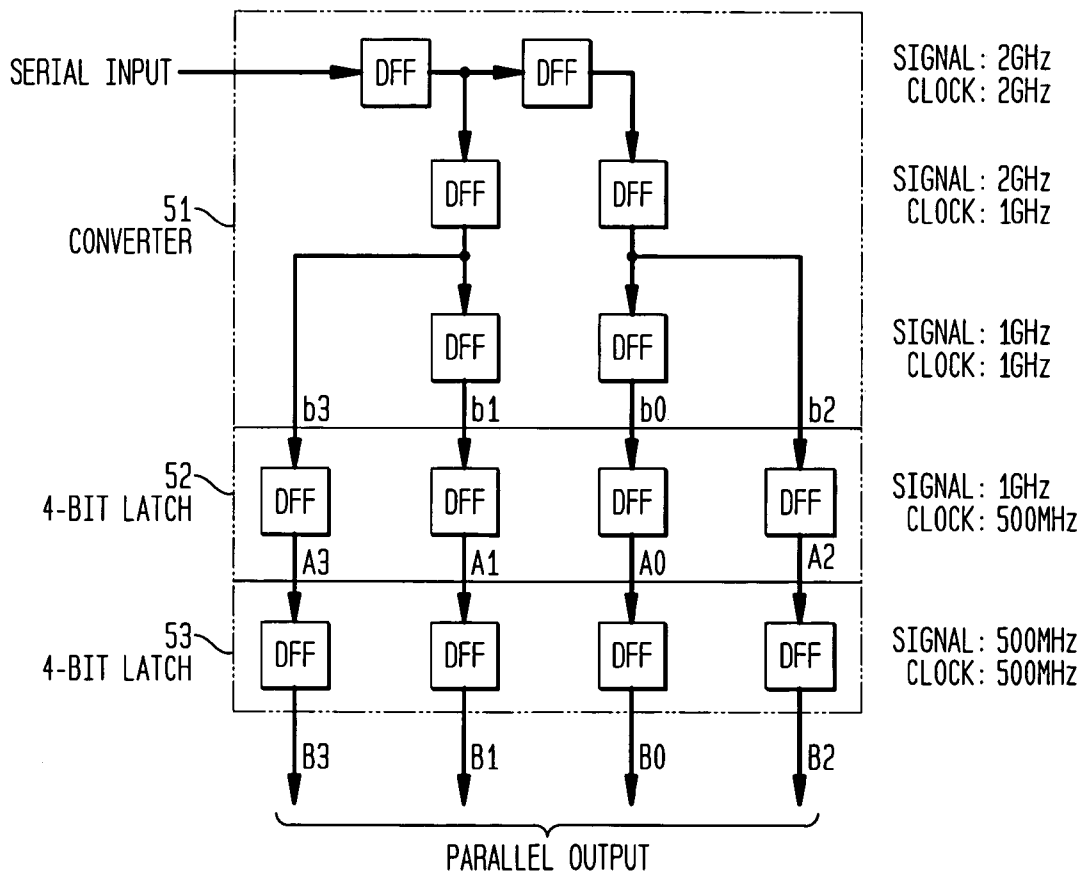 SERIAL INPUT
DFF
DFF
SIGNAL: 2GHz
CLOCK: 2GHz
DFF
DFF
SIGNAL: 2GHz
CLOCK: 1GHz
51
CONVERTER
DFF
DFF
SIGNAL: 1GHz
CLOCK: 1GHz
b3
b1
b0
b2
52
4-BIT LATCH
DFF
DFF
DFF
DFF
SIGNAL: 1GHz
CLOCK: 500MHz
A3
A1
A0
A2
53
4-BIT LATCH
DFF
DFF
DFF
DFF
SIGNAL: 500MHz
CLOCK: 500MHz
B3
B1
B0
B2
PARALLEL OUTPUT